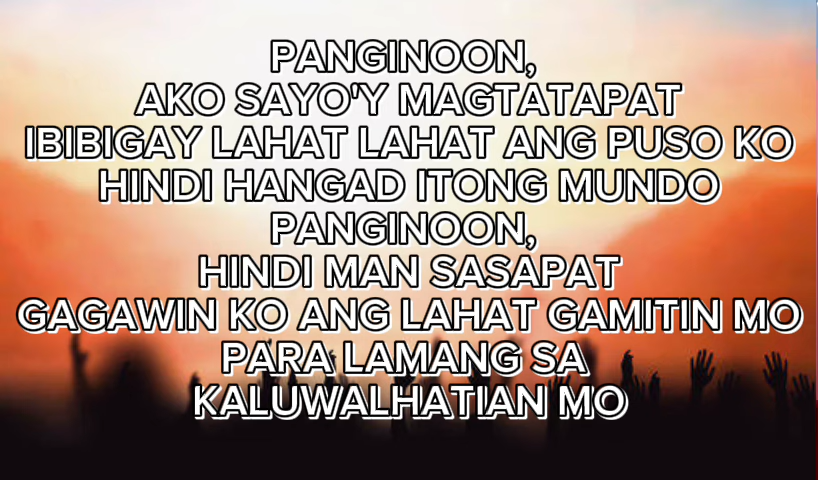 PANGINOON,
AKO SAYO'Y MAGTATAPAT
IBIBIGAY LAHAT LAHAT ANG PUSO KO
HINDI HANGAD ITONG MUNDO
PANGINOON,
HINDI MAN SASAPAT
GAGAWIN KO ANG LAHAT GAMITIN MO
PARA LAMANG SA
KALUWALHATIAN MO